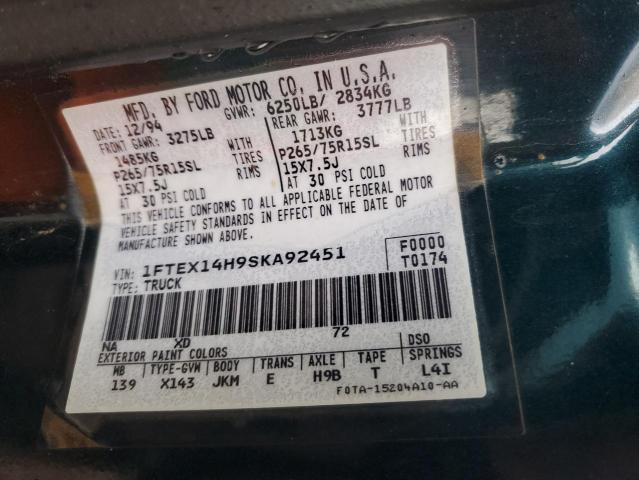 MFD. BY FORD MOTOR CO. IN U.S.A.
DATE: 12/94 GVWR: 6250LB/ 2834KG
FRONT GAWR: 3275LB REAR GAWR: 3777LB
1485KG WITH 1713KG WITH
P265/75R15SL TIRES P265/75R15SL TIRES
15X7.5J RIMS 15X7.5J RIMS
AT 30 PSI COLD AT 30 PSI COLD
THIS VEHICLE CONFORMS TO ALL APPLICABLE FEDERAL MOTOR
VEHICLE SAFETY STANDARDS IN EFFECT ON THE DATE OF
MANUFACTURE SHOWN ABOVE.
VIN: 1FTEX14H9SKA92451 F0000
TYPE: TRUCK T0174
NA XD 72
EXTERIOR PAINT COLORS DSO
WB TYPE-GVW BODY TRANS AXLE TAPE SPRINGS
139 X143 JKM E H9B T L4I
F0TA-15204A10-AA